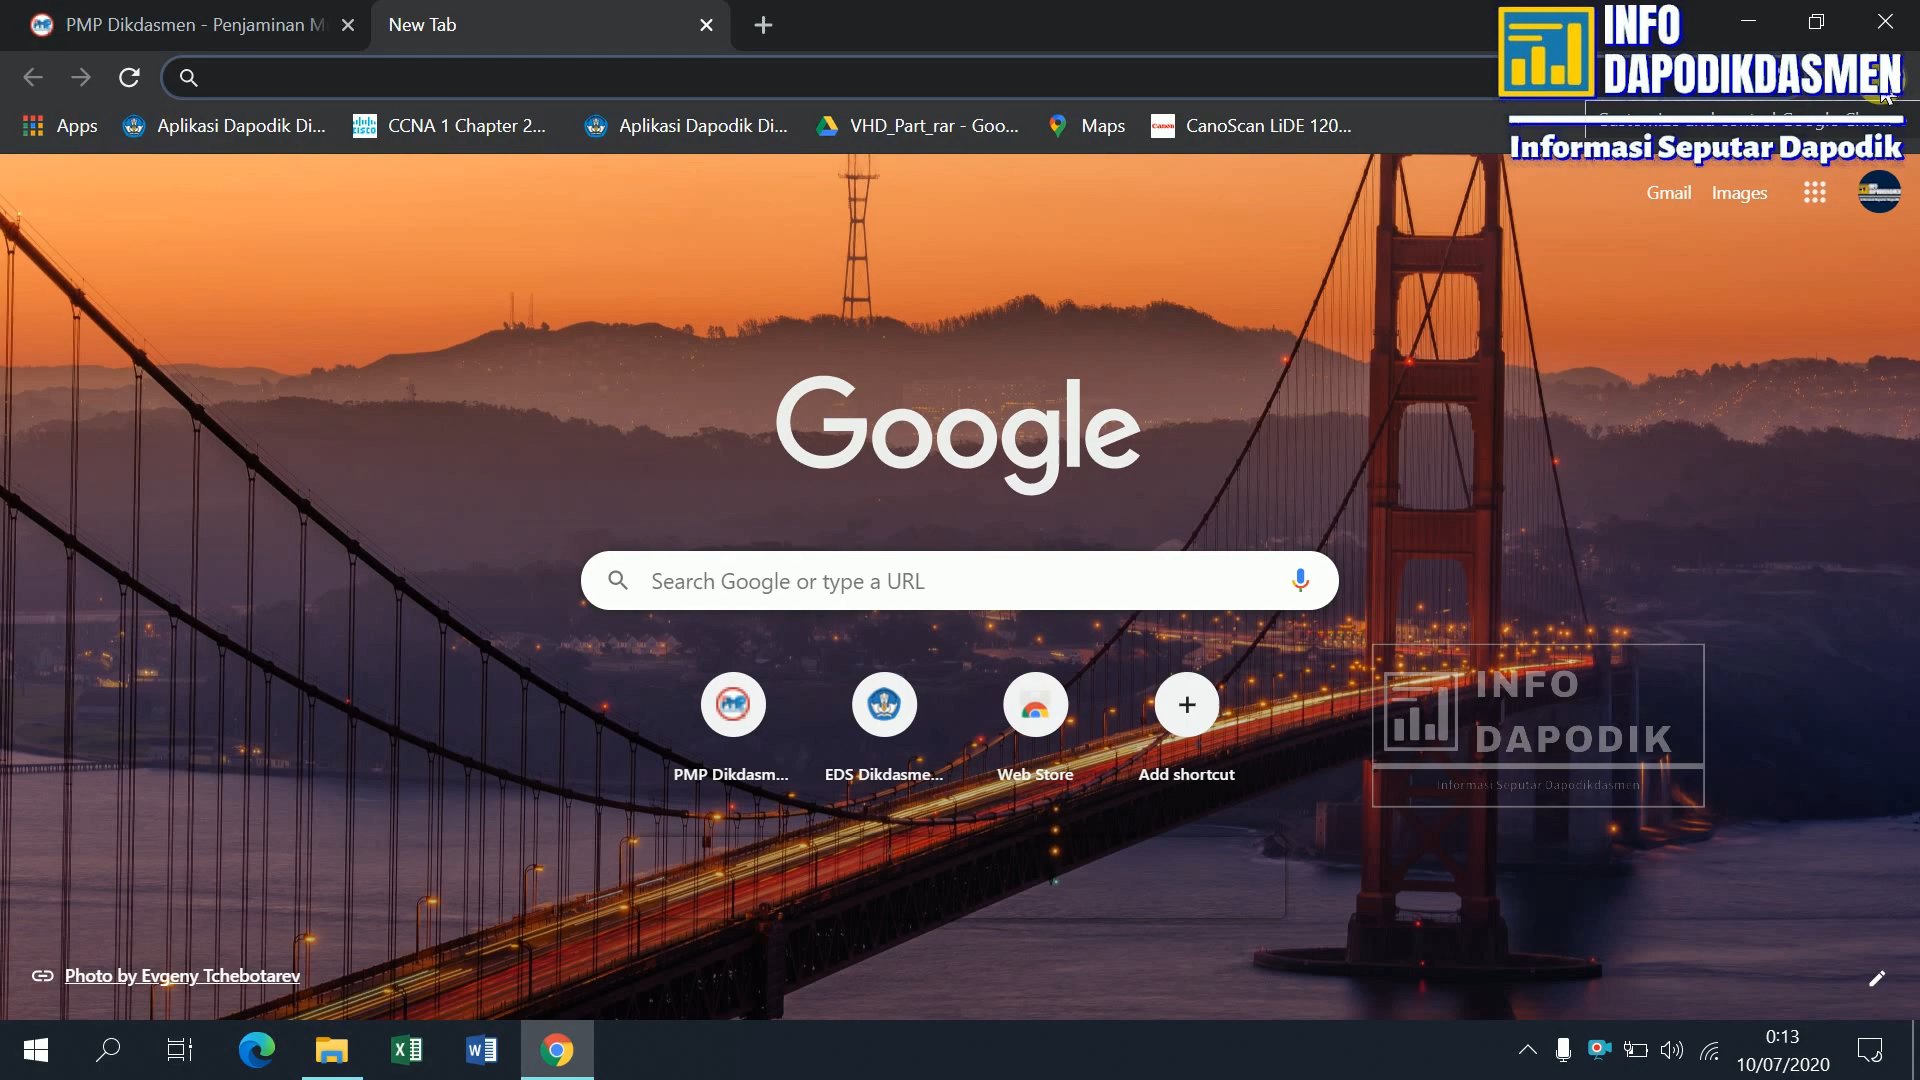 PMP Dikdasmen - Penjaminan M
New Tab
INFO
DAPODIKDASMEN
Informasi Seputar Dapodik
Apps
Aplikasi Dapodik Di...
CCNA 1 Chapter 2...
Aplikasi Dapodik Di...
VHD_Part_rar - Goo...
Maps
CanoScan LiDE 120...
Gmail
Images
Google
Search Google or type a URL
PMP Dikdasm...
EDS Dikdasme...
Web Store
Add shortcut
INFO
DAPODIK
Informasi Seputar Dapodikdasmen
Photo by Evgeny Tchebotarev
0:13
10/07/2020